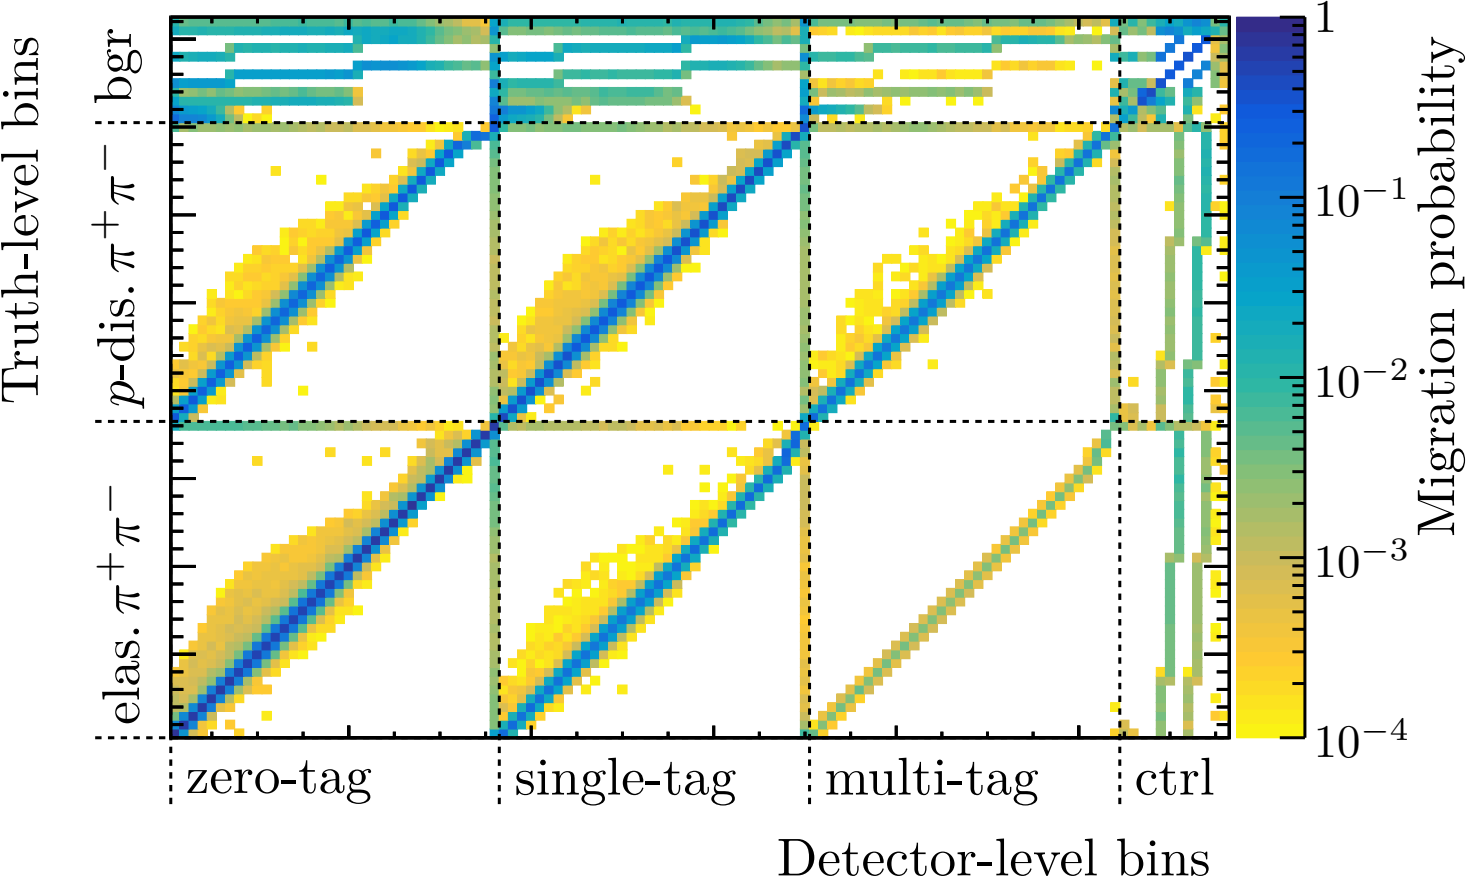 Truth-level bins
bgr
p-dis. π⁺π⁻
elas. π⁺π⁻
zero-tag
single-tag
multi-tag
ctrl
Detector-level bins
1
10⁻¹
10⁻²
10⁻³
10⁻⁴
Migration probability